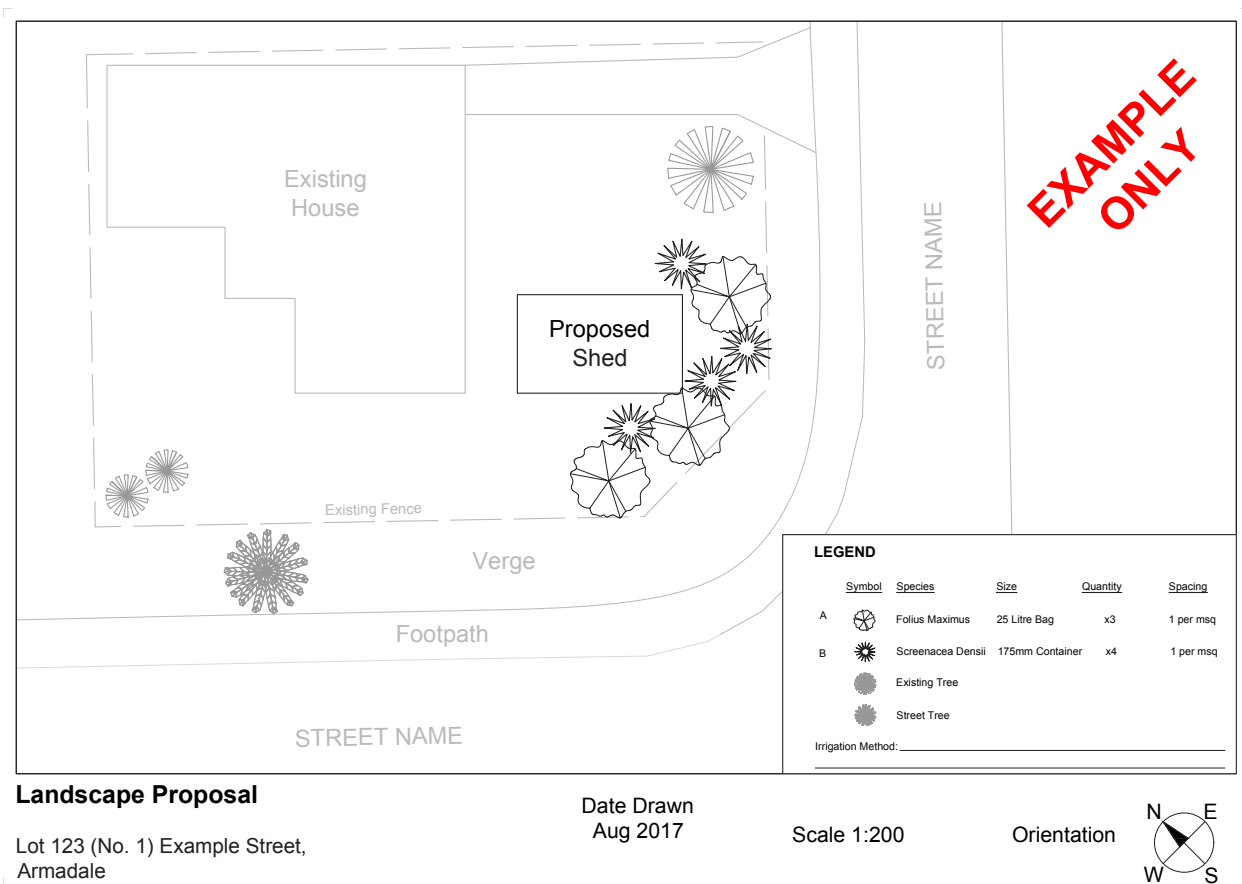 EXAMPLE
ONLY
Existing
House
STREET NAME
Proposed
Shed
Existing Fence
Verge
Footpath
STREET NAME
LEGEND
Symbol Species Size Quantity Spacing
A Folius Maximus 25 Litre Bag x3 1 per msq
B Screenacea Densii 175mm Container x4 1 per msq
Existing Tree
Street Tree
Irrigation Method:
Landscape Proposal
Lot 123 (No. 1) Example Street,
Armadale
Date Drawn
Aug 2017
Scale 1:200
Orientation
N E
W S